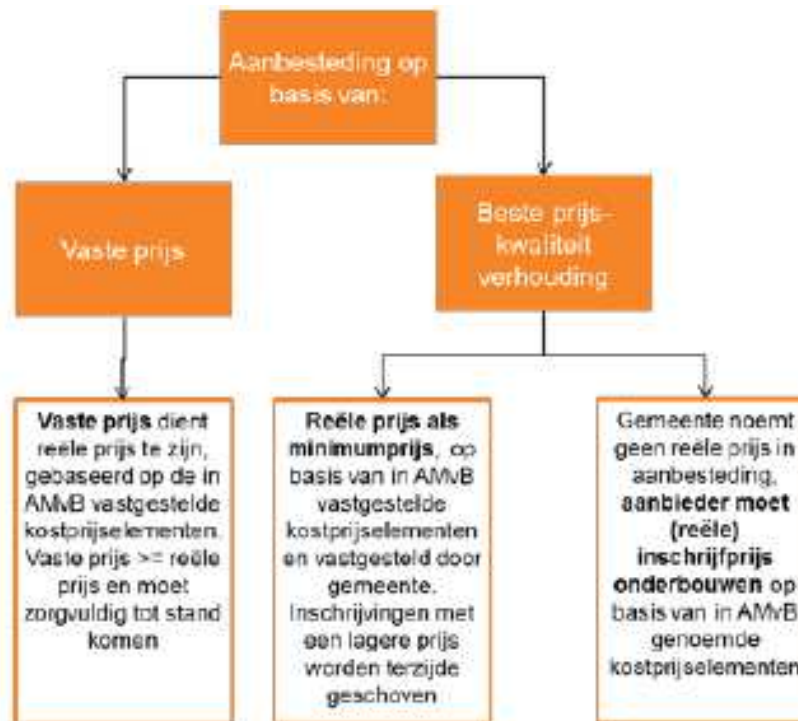 Aanbesteding op
basis van:
Vaste prijs
Beste prijs-
kwaliteit
verhouding
Vaste prijs dient
reële prijs te zijn,
gebaseerd op de in
AMvB vastgestelde
kostprijselementen.
Vaste prijs >= reële
prijs en moet
zorgvuldig tot stand
komen
Reële prijs als
minimumprijs, op
basis van in AMvB
vastgestelde
kostprijselementen
en vastgesteld door
gemeente.
Inschrijvingen met
een lagere prijs
worden terzijde
geschoven
Gemeente noemt
geen reële prijs in
aanbesteding,
aanbieder moet
(reële)
inschrijfprijs
onderbouwen op
basis van in AMvB
genoemde
kostprijselementen